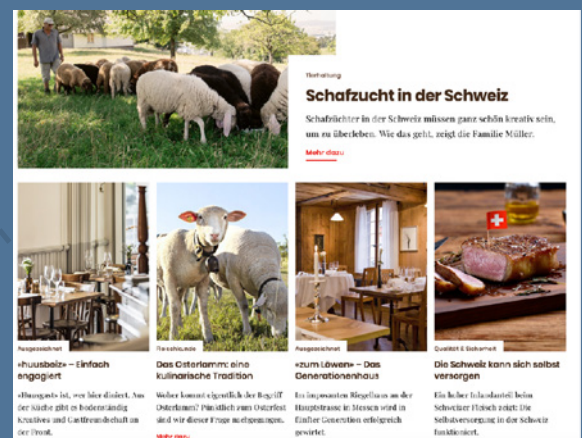 Tierhaltung
Schafzucht in der Schweiz
Schafzüchter in der Schweiz müssen ganz schön kreativ sein,
um zu überleben. Wie das geht, zeigt die Familie Müller.
Mehr dazu
Ausgezeichnet
«huusbeiz» – Einfach
engagiert
«Huusgast» ist, wer hier diniert. Aus
der Küche gibt es bodenständig
Kreatives und Gastfreundschaft an
der Front.
Fleischkunde
Das Osterlamm: eine
kulinarische Tradition
Woher kommt eigentlich der Begriff
Osterlamm? Pünktlich zum Osterfest
sind wir dieser Frage nachgegangen.
Mehr dazu
Ausgezeichnet
«zum Löwen» – Das
Generationenhaus
Im imposanten Riegelhaus an der
Hauptstrasse in Messen wird in
fünfter Generation erfolgreich
gewirtet.
Qualität & Sicherheit
Die Schweiz kann sich selbst
versorgen
Ein hoher Inlandanteil beim
Schweizer Fleisch zeigt: Die
Selbstversorgung in der Schweiz
funktioniert.